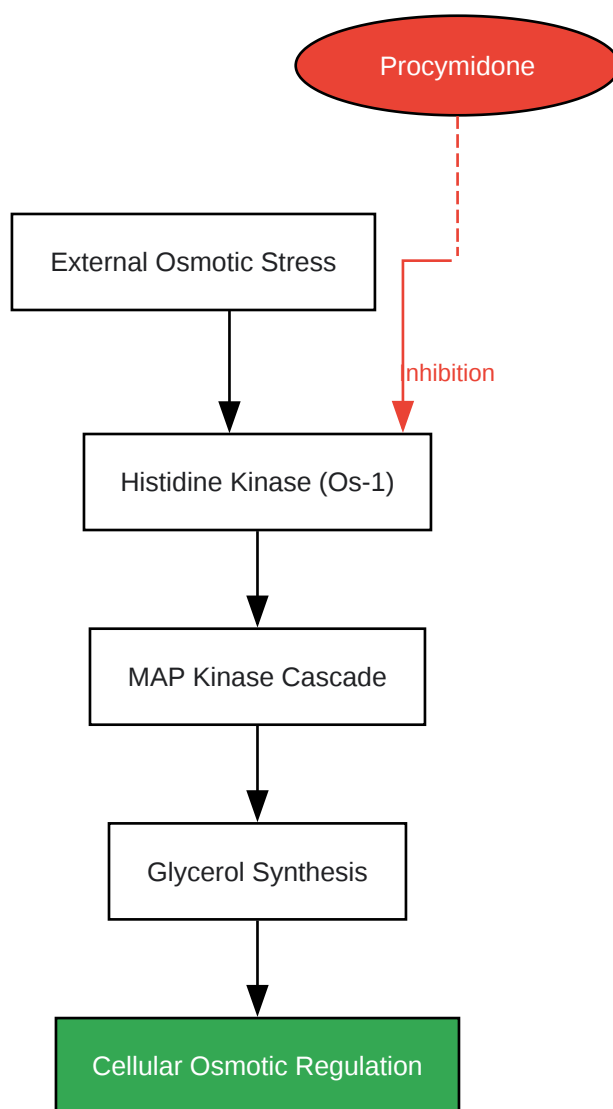 Procymidone
External Osmotic Stress
Inhibition
Histidine Kinase (Os-1)
MAP Kinase Cascade
Glycerol Synthesis
Cellular Osmotic Regulation